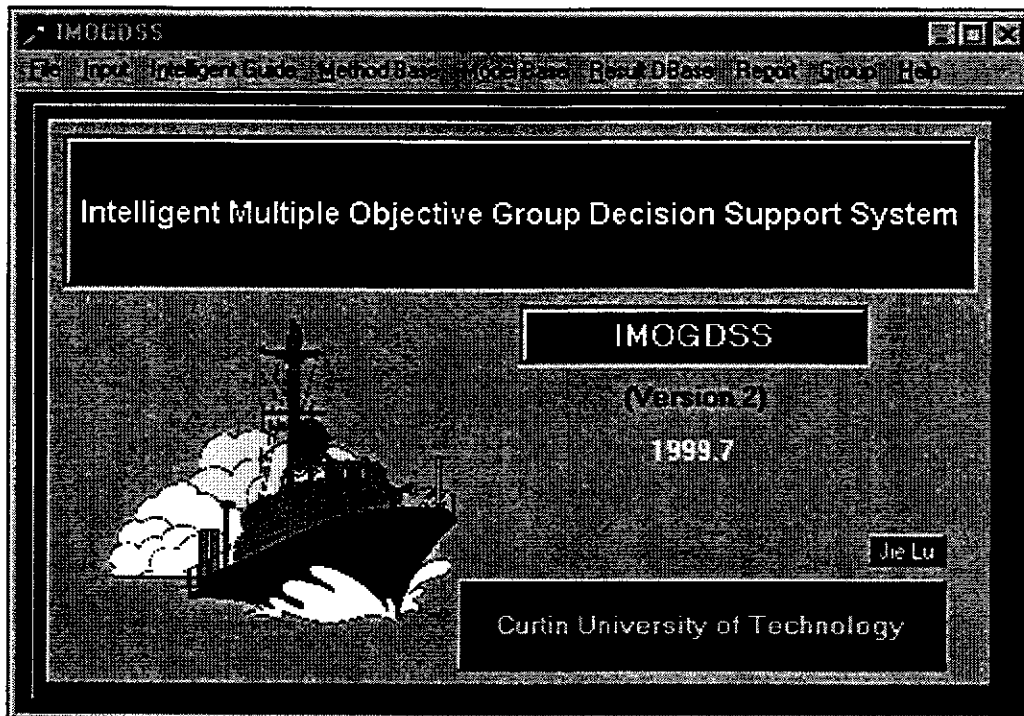 IMOGDSS
File Input Intelligent Guide Method Base Model Base Result DBase Report Group Help
Intelligent Multiple Objective Group Decision Support System
IMOGDSS
(Version 2)
1999.7
Jie Lu
Curtin University of Technology